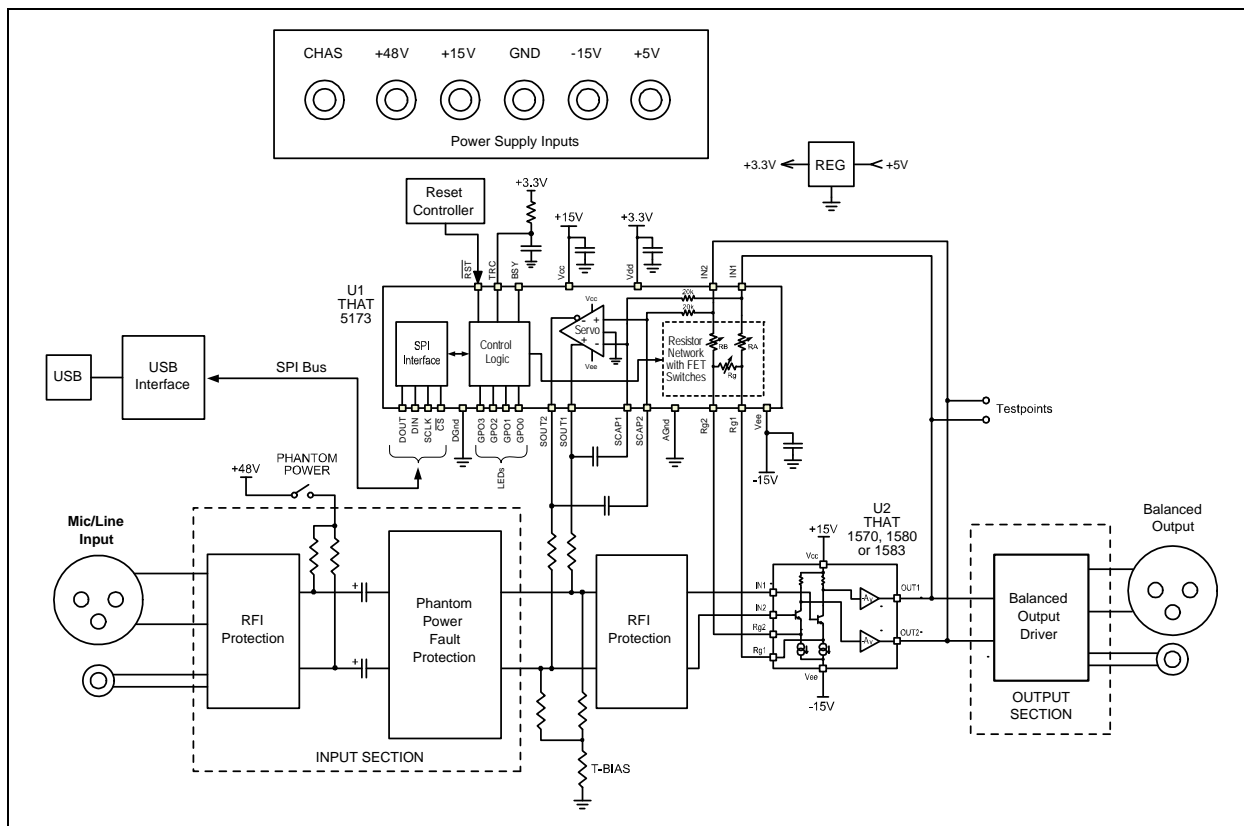 CHAS +48V +15V GND -15V +5V
Power Supply Inputs
+3.3V
REG
+5V
Reset
Controller
+3.3V
+15V
+3.3V
RST
TRC
BSY
Vcc
Vdd
IN2
IN1
U1
THAT
5173
20k
20k
Vcc
Servo
Vee
SPI
Interface
Control
Logic
Resistor
Network
with FET
Switches
RB
RA
Rg
USB
USB
Interface
SPI Bus
DOUT
DIN
SCLK
CS
DGnd
GPO3
GPO2
GPO1
GPO0
SOUT2
SOUT1
SCAP1
SCAP2
AGnd
Rg2
Rg1
Vee
LEDs
-15V
Testpoints
+48V
PHANTOM
POWER
Mic/Line
Input
RFI
Protection
+
+
Phantom
Power
Fault
Protection
INPUT SECTION
RFI
Protection
T-BIAS
U2
THAT
1570, 1580
or 1583
+15V
Vcc
IN1
IN2
Rg2
Rg1
-Av
-Av
OUT1
OUT2
Vee
-15V
Balanced
Output
Balanced
Output
Driver
OUTPUT
SECTION